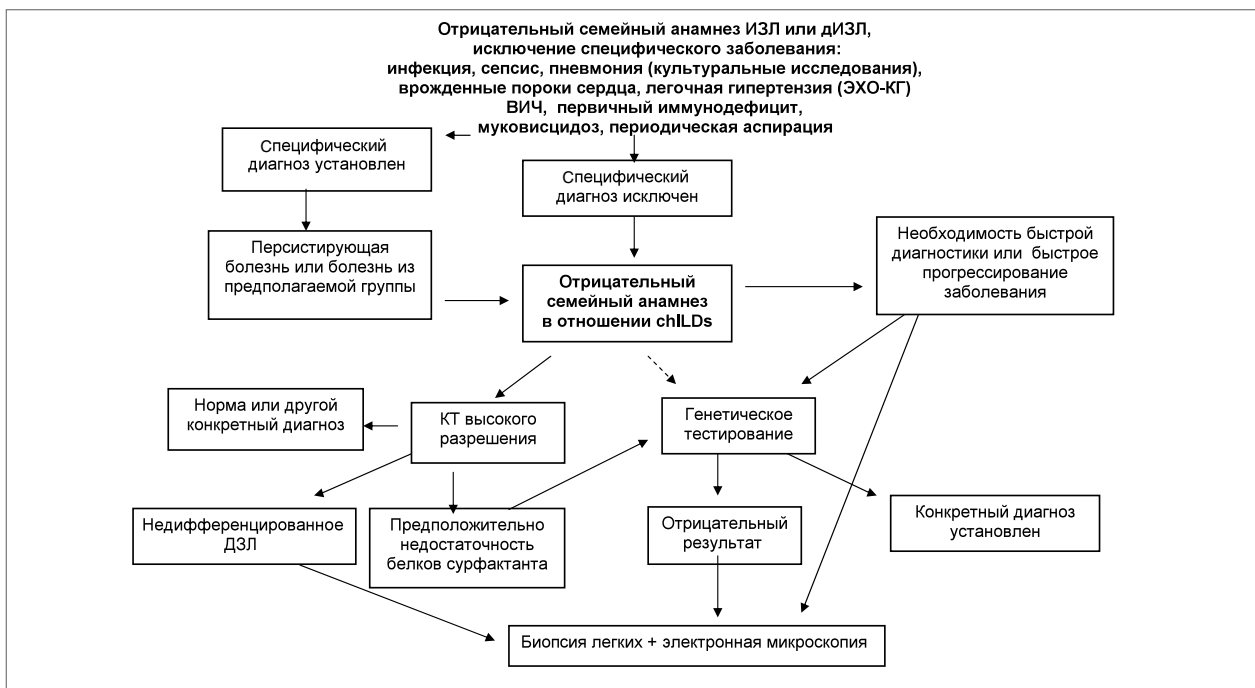 Отрицательный семейный анамнез ИЗЛ или дИЗЛ,
исключение специфического заболевания:
инфекция, сепсис, пневмония (культуральные исследования),
врожденные пороки сердца, легочная гипертензия (ЭХО-КГ)
ВИЧ, первичный иммунодефицит,
муковисцидоз, периодическая аспирация
Специфический
диагноз установлен
Специфический
диагноз исключен
Персистирующая
болезнь или болезнь из
предполагаемой группы
Отрицательный
семейный анамнез
в отношении chILDs
Необходимость быстрой
диагностики или быстрое
прогрессирование
заболевания
Норма или другой
конкретный диагноз
КТ высокого
разрешения
Генетическое
тестирование
Недифференцированное
ДЗЛ
Предположительно
недостаточность
белков сурфактанта
Отрицательный
результат
Конкретный диагноз
установлен
Биопсия легких + электронная микроскопия